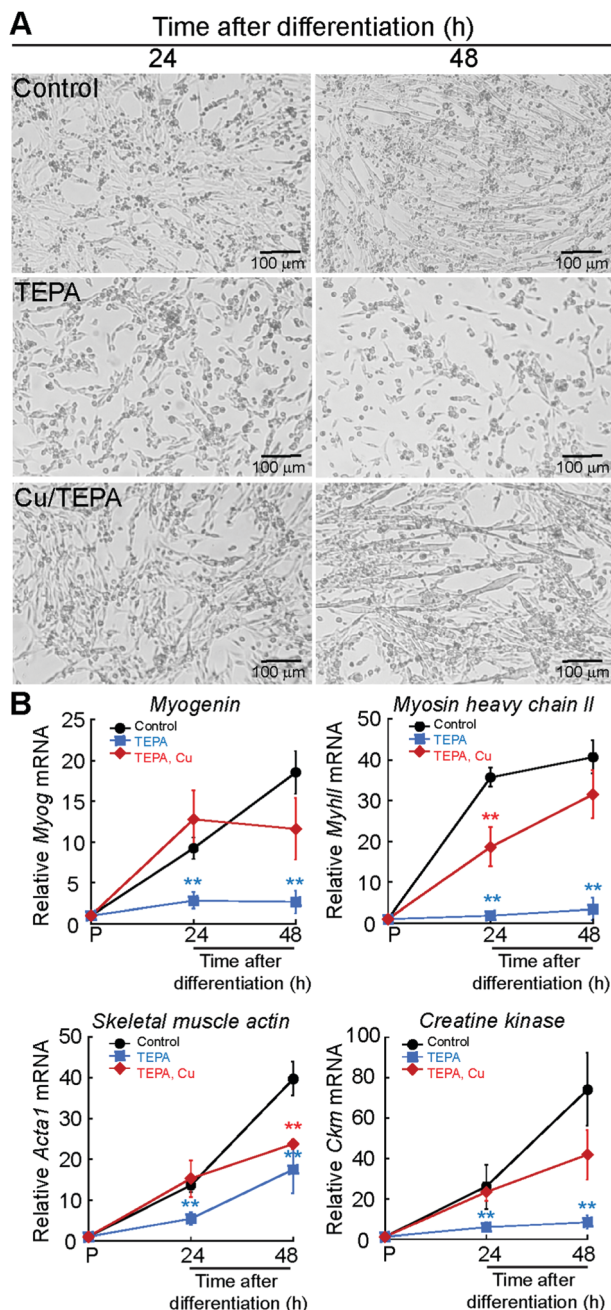 A
Time after differentiation (h)
24 48
Control
100 µm 100 µm
TEPA
100 µm 100 µm
Cu/TEPA
100 µm 100 µm
B
Myogenin
Relative Myog mRNA
25
20
15
10
5
0
Control
TEPA
TEPA, Cu
** **
P 24 48
Time after
differentiation (h)
Myosin heavy chain II
Relative MyhII mRNA
50
40
30
20
10
0
Control
TEPA
TEPA, Cu
**
** **
P 24 48
Time after
differentiation (h)
Skeletal muscle actin
Relative Acta1 mRNA
50
40
30
20
10
0
Control
TEPA
TEPA, Cu
**
** **
P 24 48
Time after
differentiation (h)
Creatine kinase
Relative Ckm mRNA
100
80
60
40
20
0
Control
TEPA
TEPA, Cu
** **
P 24 48
Time after
differentiation (h)